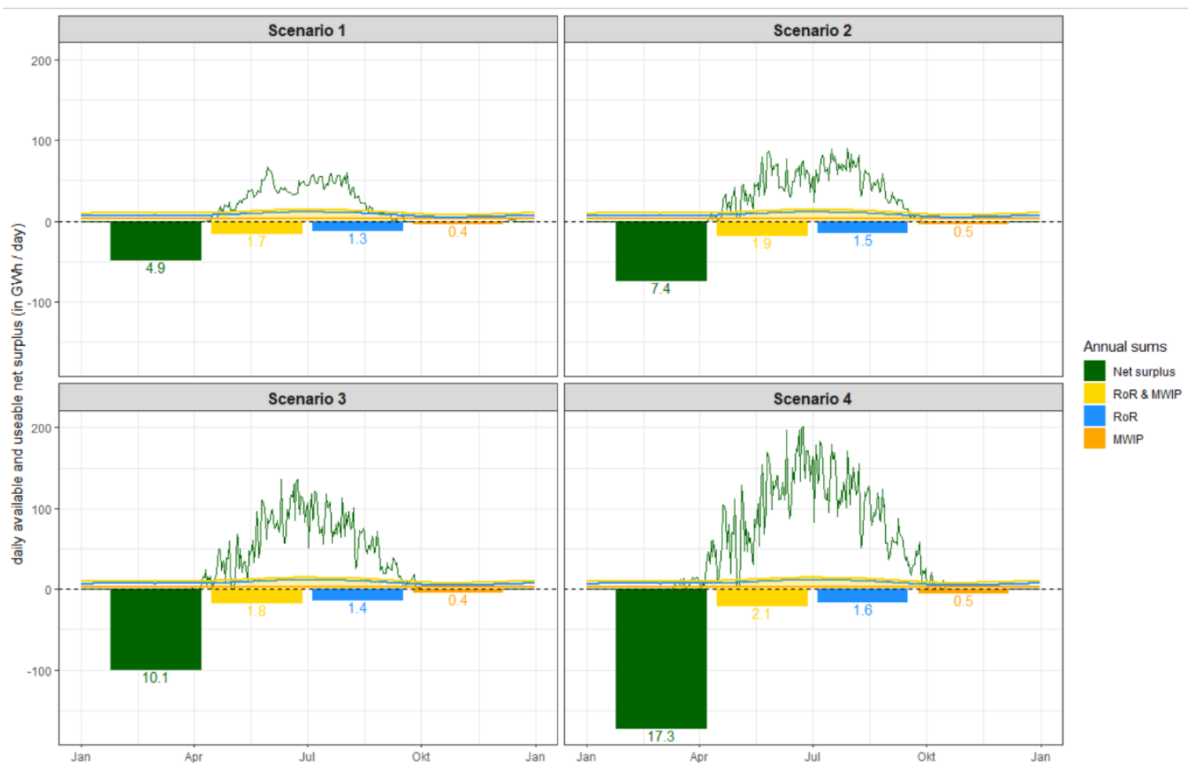 Scenario 1
Scenario 2
200
100
0
-100
4.9
1.7
1.3
0.4
7.4
1.9
1.5
0.5
daily available and useable net surplus (in GWh / day)
Scenario 3
Scenario 4
200
100
0
-100
10.1
1.8
1.4
0.4
17.3
2.1
1.6
0.5
Jan
Apr
Jul
Okt
Jan
Jan
Apr
Jul
Okt
Jan
Annual sums
Net surplus
RoR & MWIP
RoR
MWIP